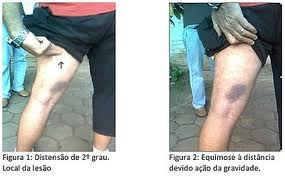 Figura 1: Distensão de 2º grau.
Local da lesão
Figura 2: Equimose à distância
devido ação da gravidade.